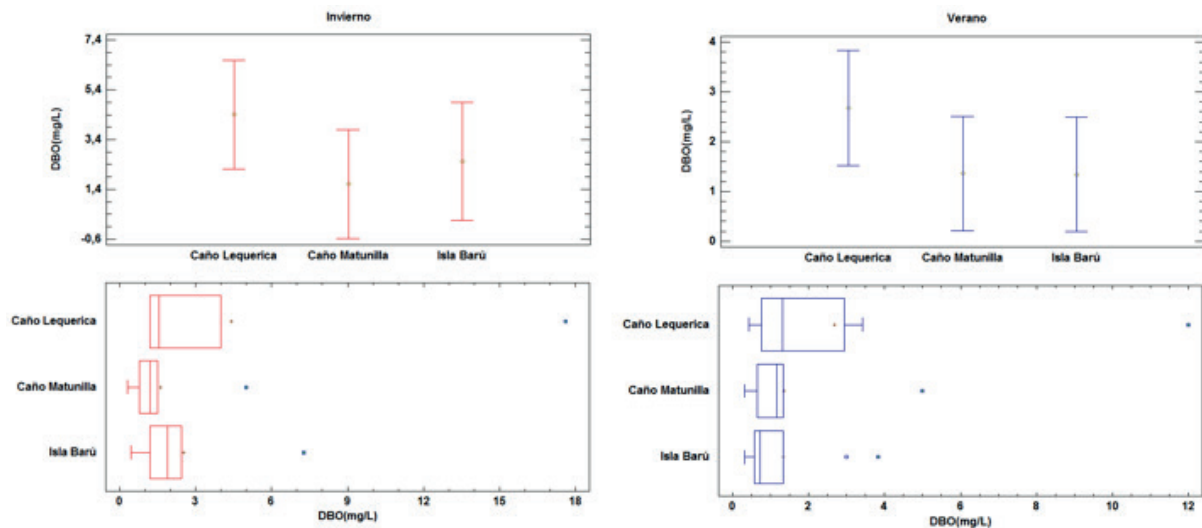 Invierno
7,4
5,4
3,4
1,4
-0,6
DBO(mg/L)
Caño Lequerica Caño Matunilla Isla Barú
Verano
4
3
2
1
0
DBO(mg/L)
Caño Lequerica Caño Matunilla Isla Barú
Caño Lequerica
Caño Matunilla
Isla Barú
0 3 6 9 12 15 18
DBO(mg/L)
Caño Lequerica
Caño Matunilla
Isla Barú
0 2 4 6 8 10 12
DBO(mg/L)